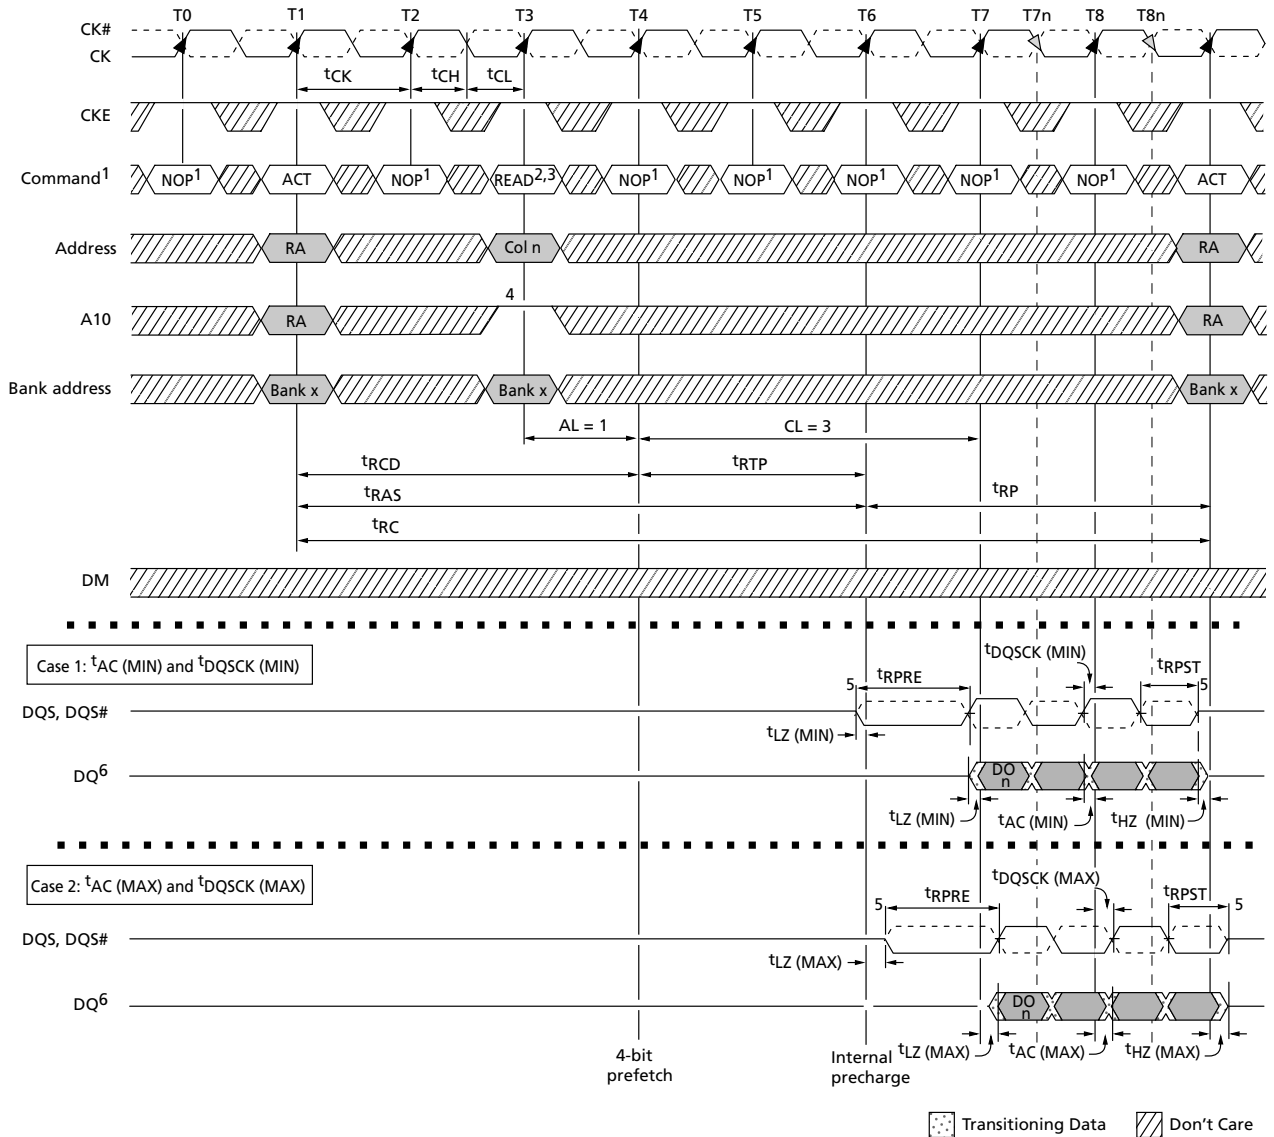 T0 T1 T2 T3 T4 T5 T6 T7 T7n T8 T8n
CK#
CK
tCK tCH tCL
CKE
Command1 NOP1 ACT NOP1 READ2,3 NOP1 NOP1 NOP1 NOP1 NOP1 ACT
Address RA Col n RA
4
A10 RA RA
Bank address Bank x Bank x Bank x
AL = 1 CL = 3
tRCD tRTP
tRAS tRP
tRC
DM
Case 1: tAC (MIN) and tDQSCK (MIN)
tDQSCK (MIN)
5 tRPRE tRPST 5
DQS, DQS#
tLZ (MIN)
DQ6 DO n
tLZ (MIN) tAC (MIN) tHZ (MIN)
Case 2: tAC (MAX) and tDQSCK (MAX)
tDQSCK (MAX)
5 tRPRE tRPST 5
DQS, DQS#
tLZ (MAX)
DQ6 DO n
tLZ (MAX) tAC (MAX) tHZ (MAX)
4-bit
prefetch
Internal
precharge
Transitioning Data Don't Care